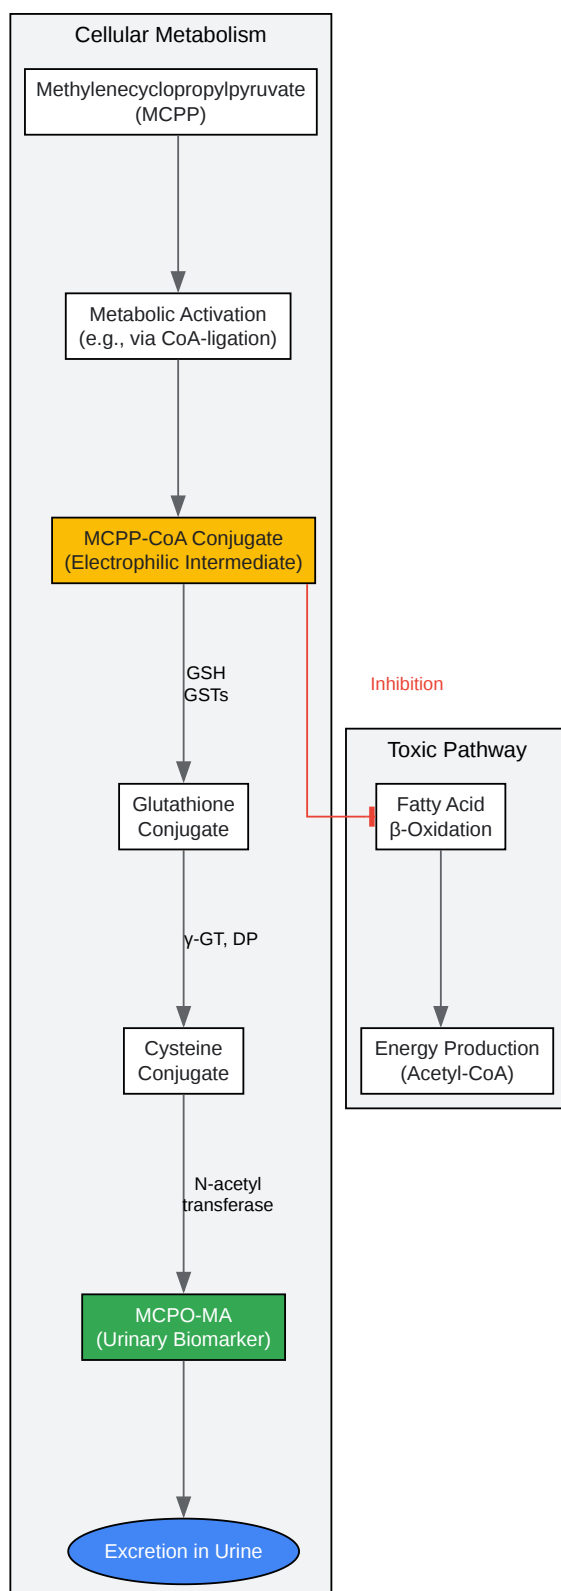 Cellular Metabolism
Methylenecyclopropylpyruvate
(MCPP)
Metabolic Activation
(e.g., via CoA-ligation)
MCPP-CoA Conjugate
(Electrophilic Intermediate)
GSH
GSTs
Inhibition
Toxic Pathway
Glutathione
Conjugate
Fatty Acid
β-Oxidation
γ-GT, DP
Cysteine
Conjugate
Energy Production
(Acetyl-CoA)
N-acetyl
transferase
MCPO-MA
(Urinary Biomarker)
Excretion in Urine